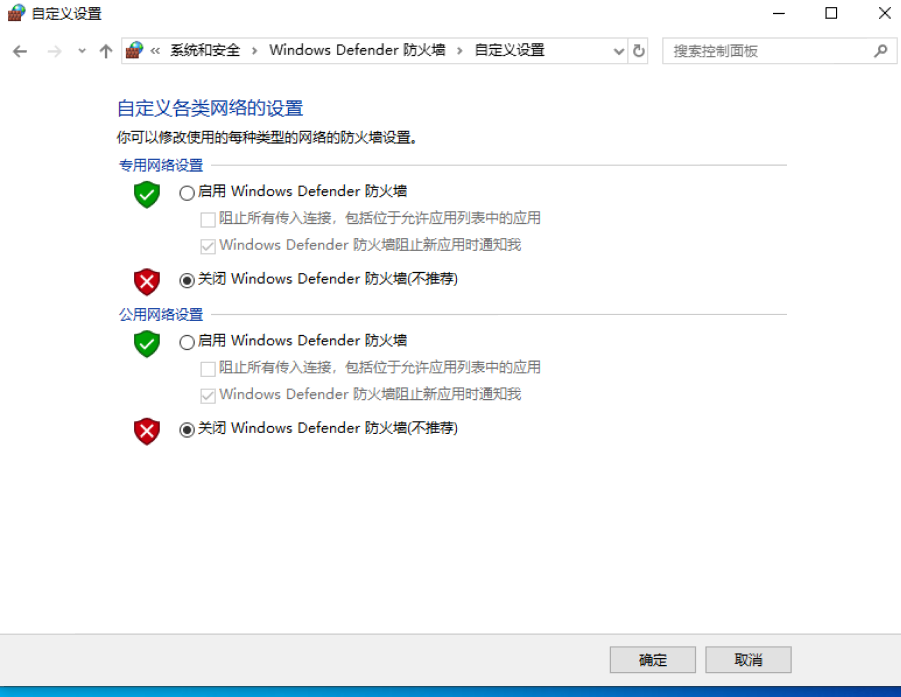 自定义设置
« 系统和安全 › Windows Defender 防火墙 › 自定义设置
搜索控制面板
自定义各类网络的设置
你可以修改使用的每种类型的网络的防火墙设置。
专用网络设置
启用 Windows Defender 防火墙
阻止所有传入连接，包括位于允许应用列表中的应用
Windows Defender 防火墙阻止新应用时通知我
关闭 Windows Defender 防火墙(不推荐)
公用网络设置
启用 Windows Defender 防火墙
阻止所有传入连接，包括位于允许应用列表中的应用
Windows Defender 防火墙阻止新应用时通知我
关闭 Windows Defender 防火墙(不推荐)
确定
取消